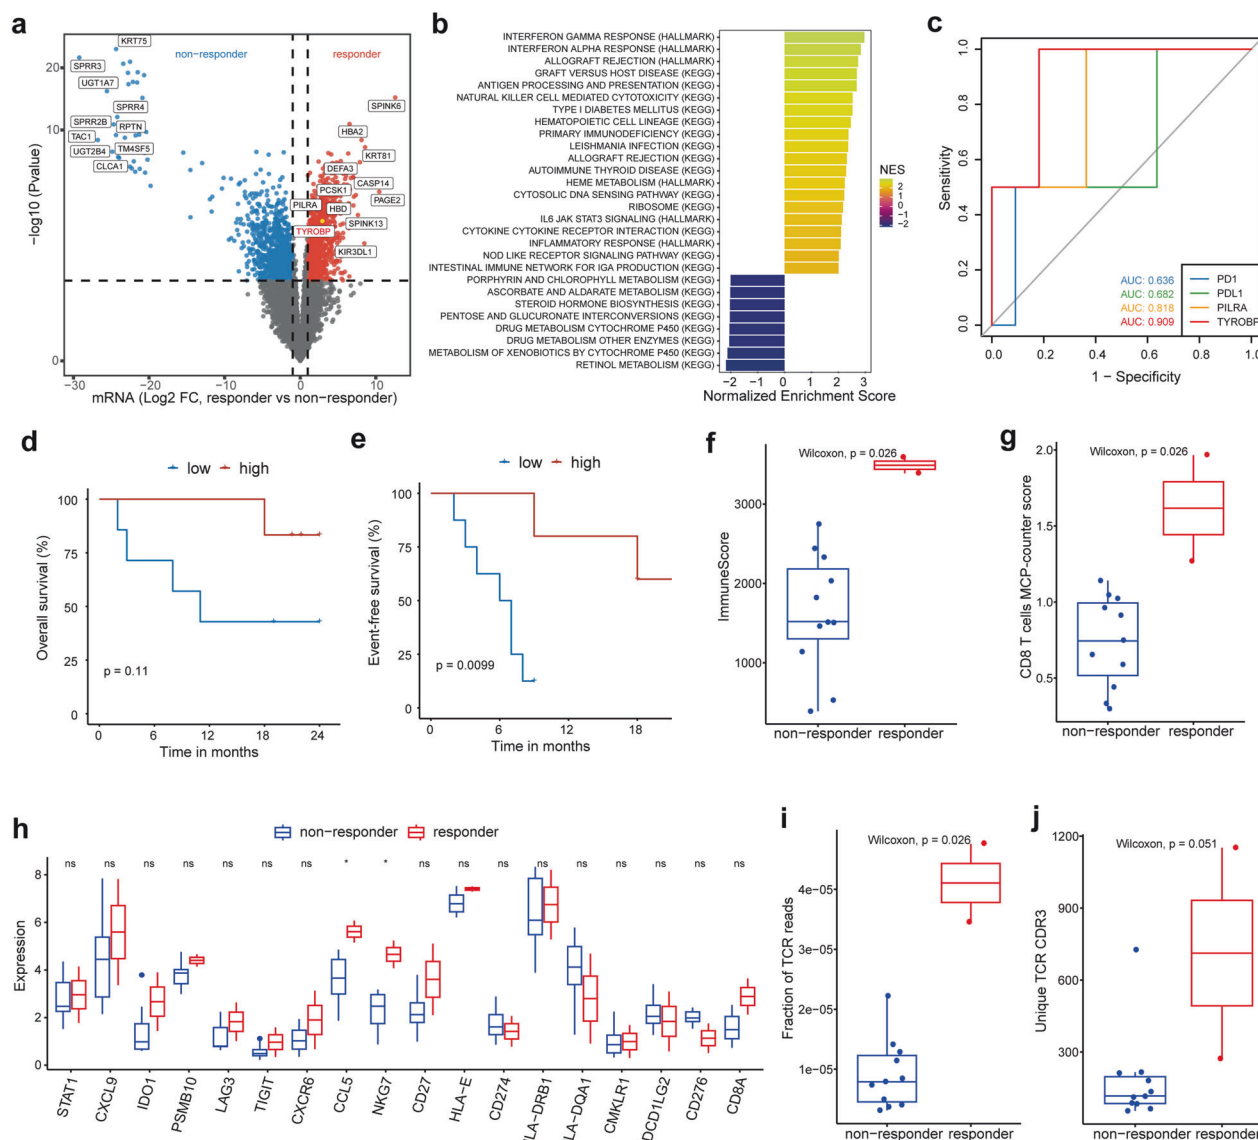 a
non-responder
responder
KRT75
SPRR3
UGT1A7
SPRR4
SPRR2B
RPTN
TAC1
TM4SF5
UGT2B4
CLCA1
SPINK6
HBA2
KRT81
DEFA3
CASP14
PCSK1
PAGE2
PILRA
HBD
SPINK13
TYROBP
KIR3DL1
20
10
0
−log10 (Pvalue)
−30 −20 −10 0 10
mRNA (Log2 FC, responder vs non−responder)
b
INTERFERON GAMMA RESPONSE (HALLMARK)
INTERFERON ALPHA RESPONSE (HALLMARK)
ALLOGRAFT REJECTION (HALLMARK)
GRAFT VERSUS HOST DISEASE (KEGG)
ANTIGEN PROCESSING AND PRESENTATION (KEGG)
NATURAL KILLER CELL MEDIATED CYTOTOXICITY (KEGG)
TYPE I DIABETES MELLITUS (KEGG)
HEMATOPOIETIC CELL LINEAGE (KEGG)
PRIMARY IMMUNODEFICIENCY (KEGG)
LEISHMANIA INFECTION (KEGG)
ALLOGRAFT REJECTION (KEGG)
AUTOIMMUNE THYROID DISEASE (KEGG)
HEME METABOLISM (HALLMARK)
CYTOSOLIC DNA SENSING PATHWAY (KEGG)
RIBOSOME (KEGG)
IL6 JAK STAT3 SIGNALING (HALLMARK)
CYTOKINE CYTOKINE RECEPTOR INTERACTION (KEGG)
INFLAMMATORY RESPONSE (HALLMARK)
NOD LIKE RECEPTOR SIGNALING PATHWAY (KEGG)
INTESTINAL IMMUNE NETWORK FOR IGA PRODUCTION (KEGG)
PORPHYRIN AND CHLOROPHYLL METABOLISM (KEGG)
ASCORBATE AND ALDARATE METABOLISM (KEGG)
STEROID HORMONE BIOSYNTHESIS (KEGG)
PENTOSE AND GLUCURONATE INTERCONVERSIONS (KEGG)
DRUG METABOLISM CYTOCHROME P450 (KEGG)
DRUG METABOLISM OTHER ENZYMES (KEGG)
METABOLISM OF XENOBIOTICS BY CYTOCHROME P450 (KEGG)
RETINOL METABOLISM (KEGG)
−2 −1 0 1 2 3
Normalized Enrichment Score
NES
2
1
0
−1
−2
c
Sensitivity
1.0
0.8
0.6
0.4
0.2
0.0
AUC: 0.636
AUC: 0.682
AUC: 0.818
AUC: 0.909
PD1
PDL1
PILRA
TYROBP
0.0 0.2 0.4 0.6 0.8 1.0
1 − Specificity
d
low high
Overall survival (%)
100
75
50
25
0
p = 0.11
0 6 12 18 24
Time in months
e
low high
Event−free survival (%)
100
75
50
25
0
p = 0.0099
0 6 12 18
Time in months
f
Wilcoxon, p = 0.026
ImmuneScore
3000
2000
1000
non−responder responder
g
Wilcoxon, p = 0.026
CD8 T cells MCP−counter score
2.0
1.5
1.0
0.5
non−responder responder
h
non−responder responder
ns ns ns ns ns ns ns * * ns ns ns ns ns ns ns ns ns
Expression
8
6
4
2
0
STAT1
CXCL9
IDO1
PSMB10
LAG3
TIGIT
CXCR6
CCL5
NKG7
CD27
HLA−E
CD274
LA−DRB1
LA−DQA1
CMKLR1
DCD1LG2
CD276
CD8A
i
Wilcoxon, p = 0.026
Fraction of TCR reads
4e−05
3e−05
2e−05
1e−05
non−responder responder
j
Wilcoxon, p = 0.051
Unique TCR CDR3
1200
900
600
300
non−responder responder